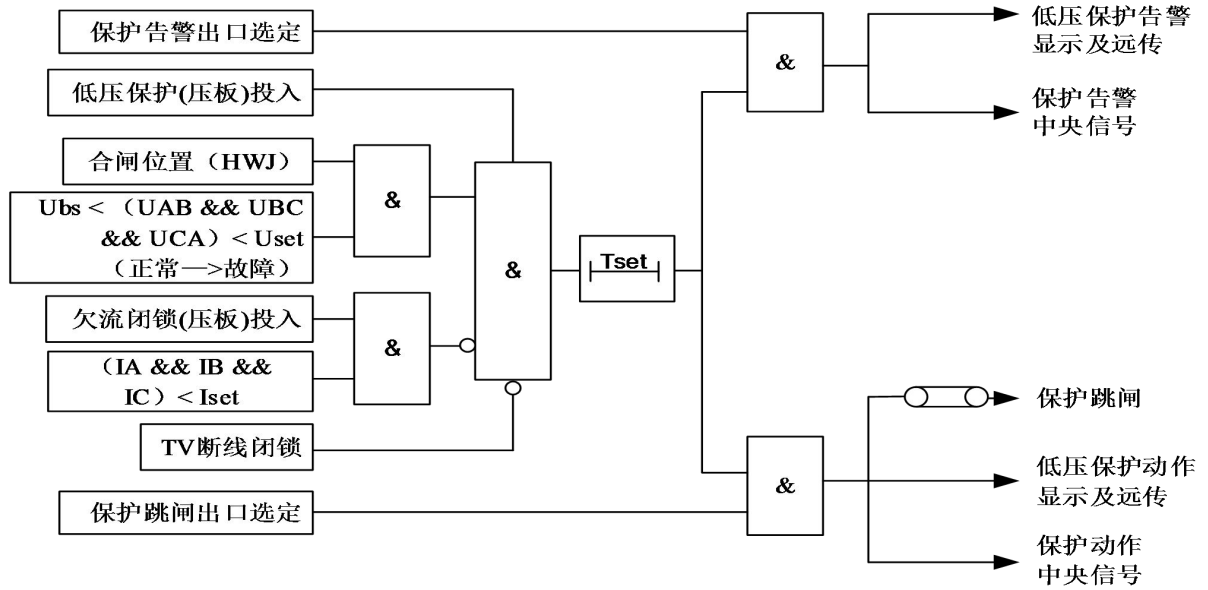 保护告警出口选定
低压保护(压板)投入
合闸位置（HWJ）
Ubs < （UAB && UBC
&& UCA）< Uset
（正常—>故障）
欠流闭锁(压板)投入
（IA && IB &&
IC）< Iset
TV断线闭锁
保护跳闸出口选定
&
&
&
Tset
&
&
低压保护告警
显示及远传
保护告警
中央信号
保护跳闸
低压保护动作
显示及远传
保护动作
中央信号